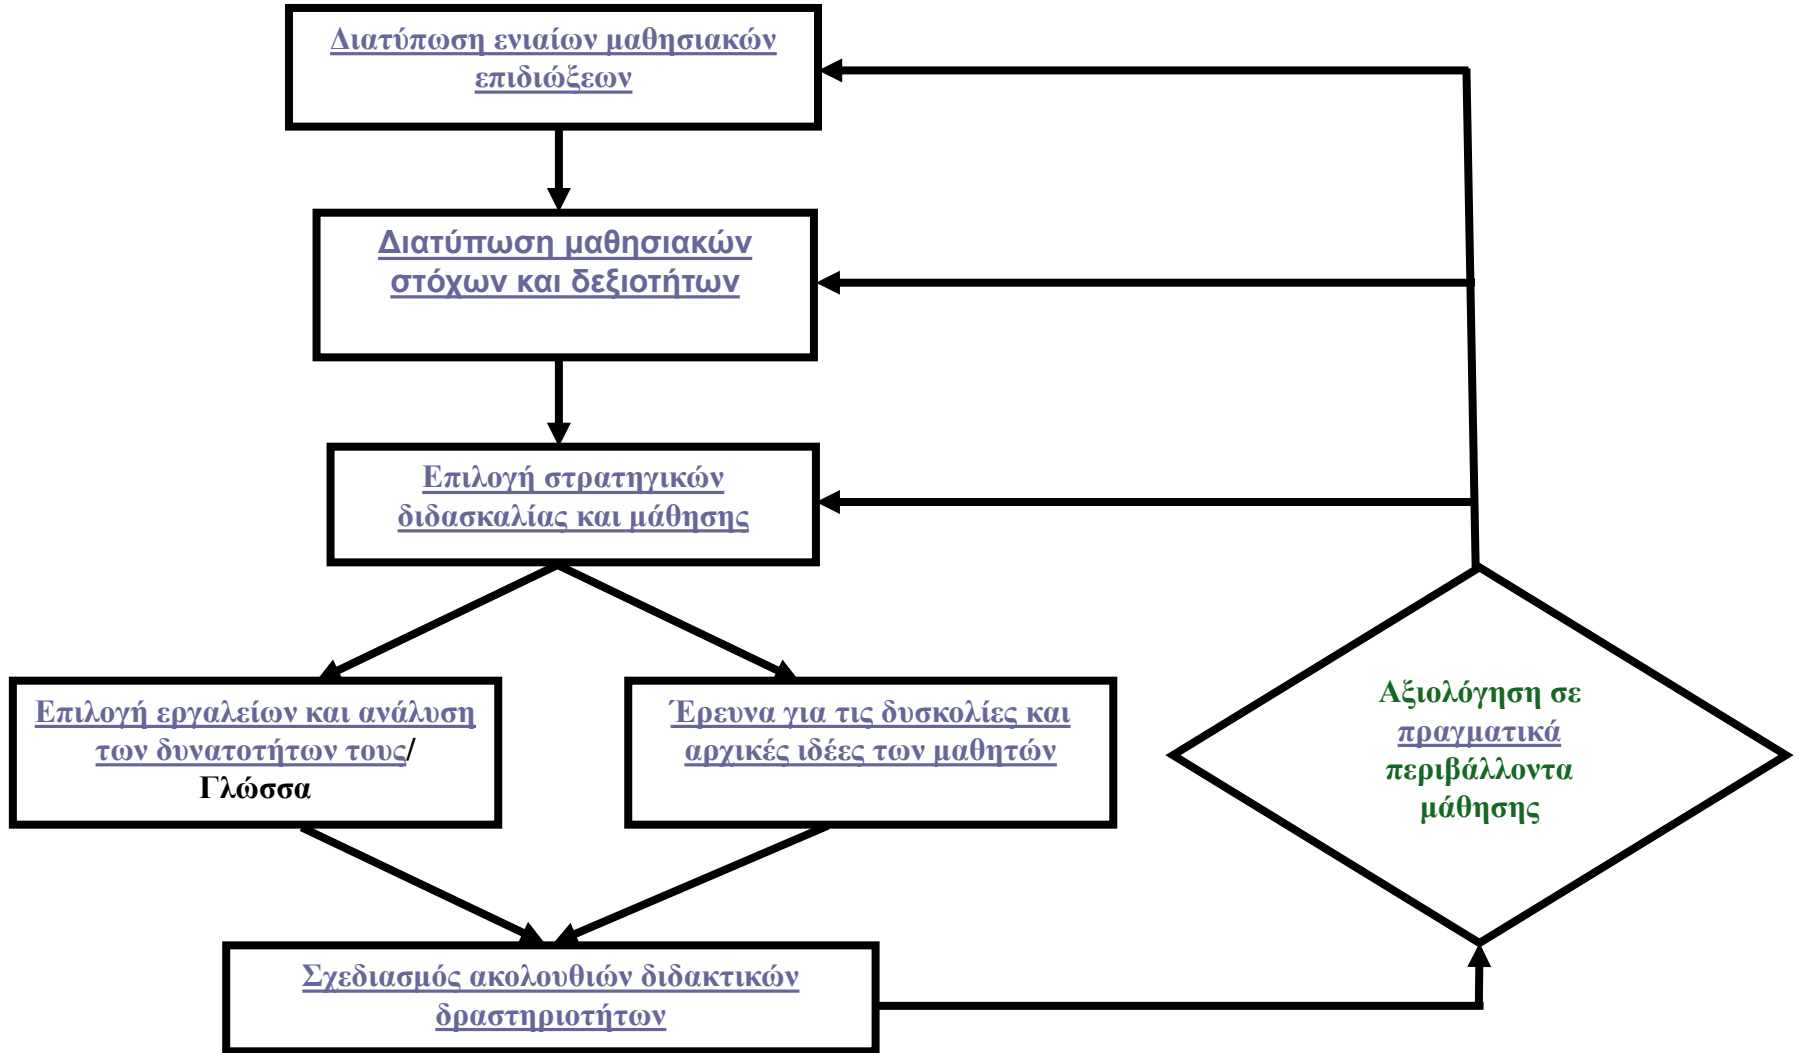 Διατύπωση ενιαίων μαθησιακών
επιδιώξεων
Διατύπωση μαθησιακών
στόχων και δεξιοτήτων
Επιλογή στρατηγικών
διδασκαλίας και μάθησης
Επιλογή εργαλείων και ανάλυση
των δυνατοτήτων τους/
Γλώσσα
Έρευνα για τις δυσκολίες και
αρχικές ιδέες των μαθητών
Αξιολόγηση σε
πραγματικά
περιβάλλοντα
μάθησης
Σχεδιασμός ακολουθιών διδακτικών
δραστηριοτήτων